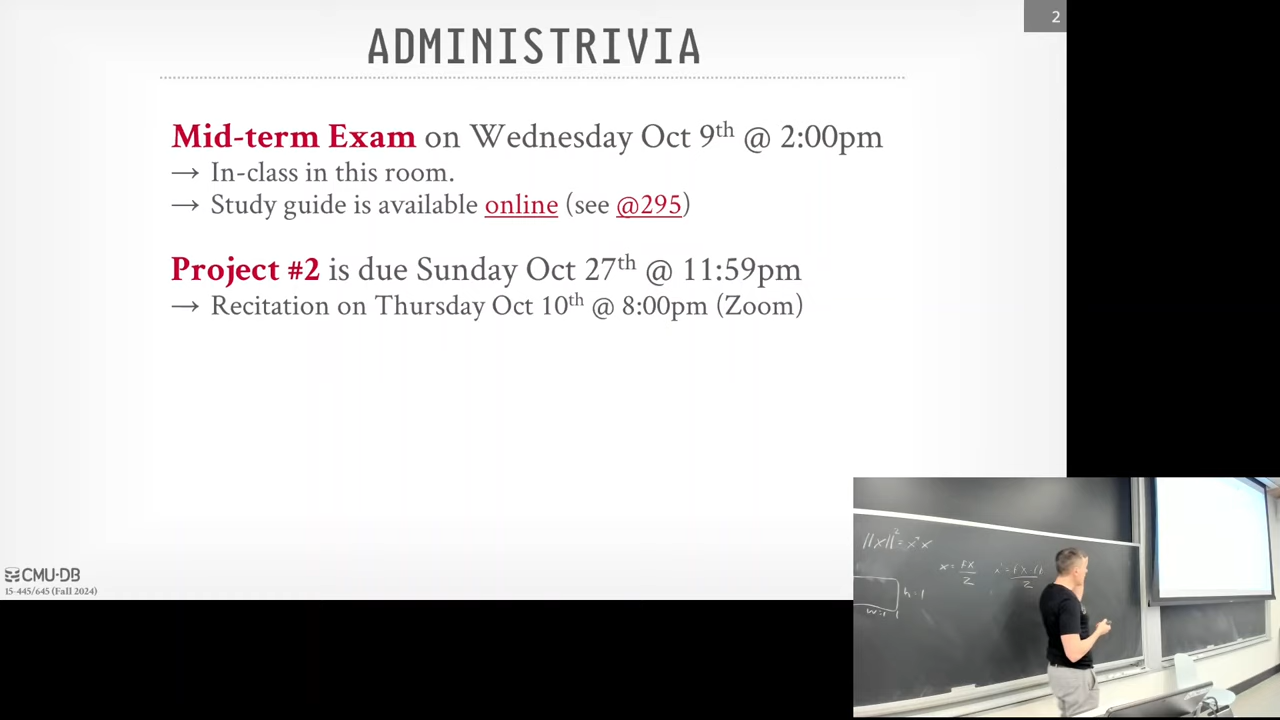 2
ADMINISTRIVIA
Mid-term Exam on Wednesday Oct 9th @ 2:00pm
→ In-class in this room.
→ Study guide is available online (see @295)
Project #2 is due Sunday Oct 27th @ 11:59pm
→ Recitation on Thursday Oct 10th @ 8:00pm (Zoom)
CMU·DB
15-445/645 (Fall 2024)
h=1